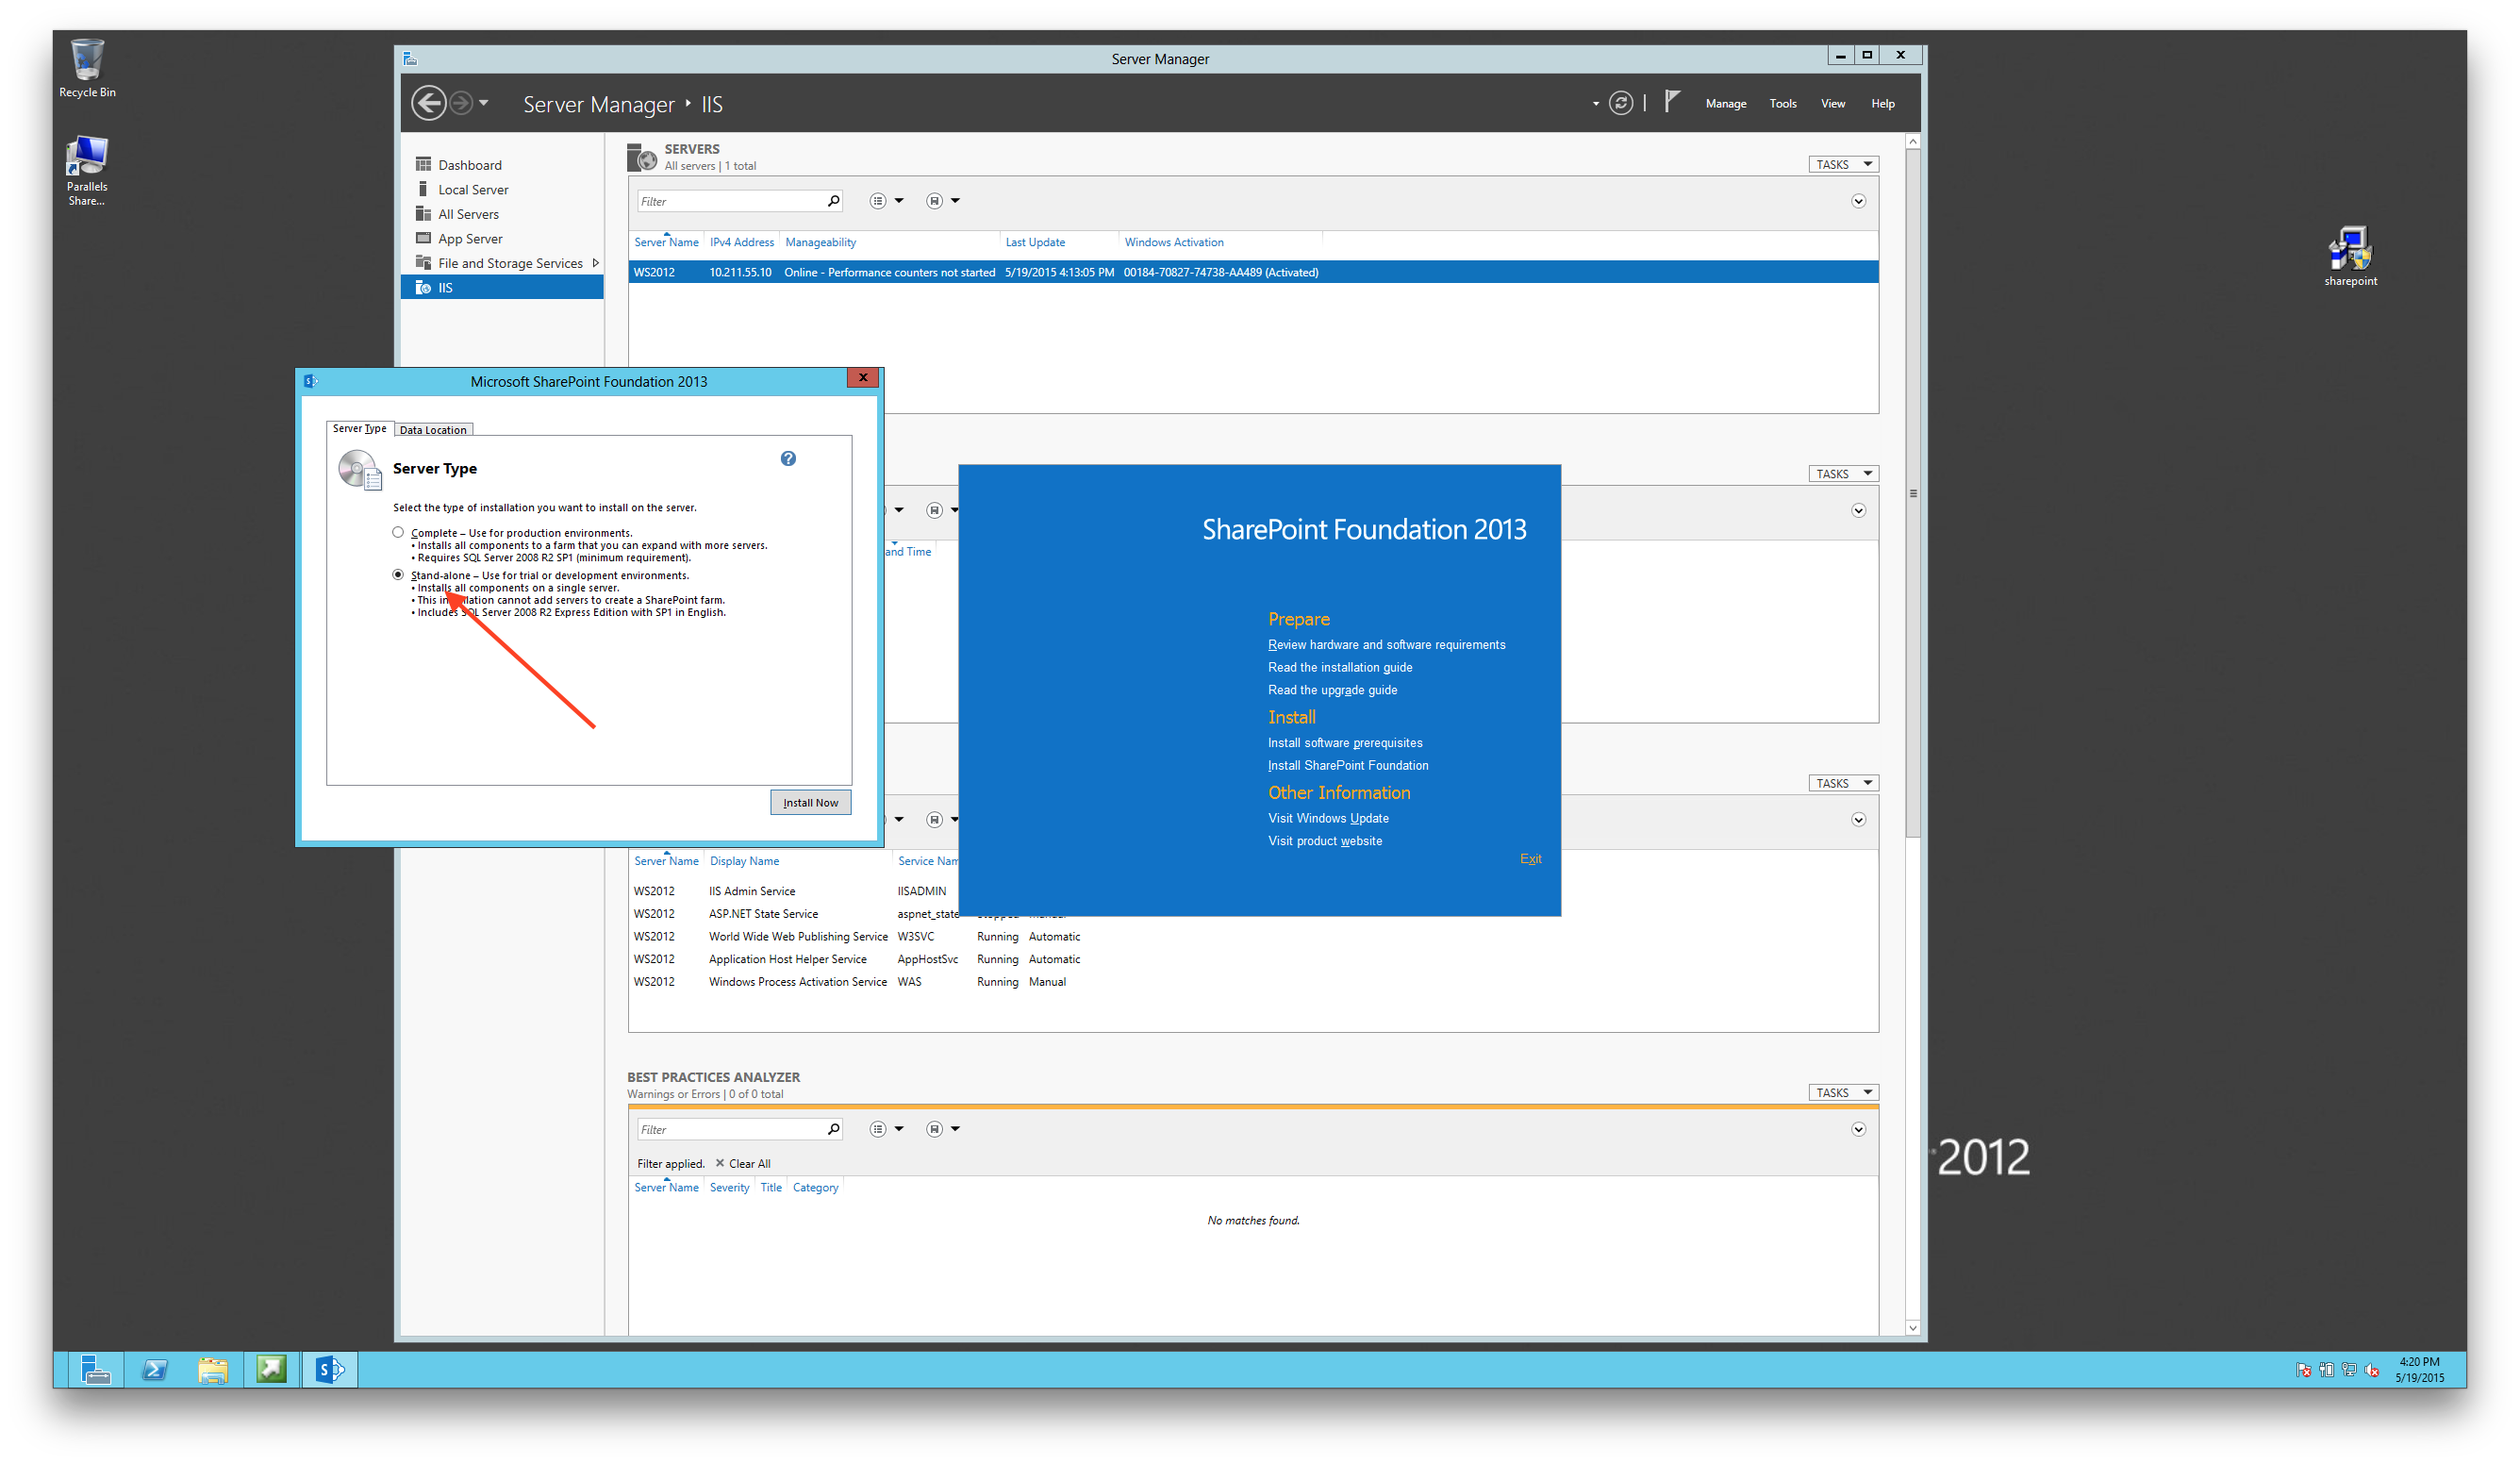 Recycle Bin
Parallels
Share...
sharepoint
Server Manager
Server Manager ‣ IIS
Manage
Tools
View
Help
Dashboard
Local Server
All Servers
App Server
File and Storage Services
IIS
SERVERS
All servers | 1 total
TASKS
Filter
Server Name IPv4 Address Manageability Last Update Windows Activation
WS2012 10.211.55.10 Online - Performance counters not started 5/19/2015 4:13:05 PM 00184-70827-74738-AA489 (Activated)
Microsoft SharePoint Foundation 2013
Server Type
Data Location
Server Type
Select the type of installation you want to install on the server.
Complete – Use for production environments.
• Installs all components to a farm that you can expand with more servers.
• Requires SQL Server 2008 R2 SP1 (minimum requirement).
Stand-alone – Use for trial or development environments.
• Installs all components on a single server.
• This installation cannot add servers to create a SharePoint farm.
• Includes SQL Server 2008 R2 Express Edition with SP1 in English.
Install Now
TASKS
and Time
SharePoint Foundation 2013
Prepare
Review hardware and software requirements
Read the installation guide
Read the upgrade guide
Install
Install software prerequisites
Install SharePoint Foundation
Other Information
Visit Windows Update
Visit product website
Exit
TASKS
Server Name Display Name Service Nam
WS2012 IIS Admin Service IISADMIN
WS2012 ASP.NET State Service aspnet_state
WS2012 World Wide Web Publishing Service W3SVC Running Automatic
WS2012 Application Host Helper Service AppHostSvc Running Automatic
WS2012 Windows Process Activation Service WAS Running Manual
BEST PRACTICES ANALYZER
Warnings or Errors | 0 of 0 total
TASKS
Filter
Filter applied. ✕ Clear All
Server Name Severity Title Category
No matches found.
2012
4:20 PM
5/19/2015